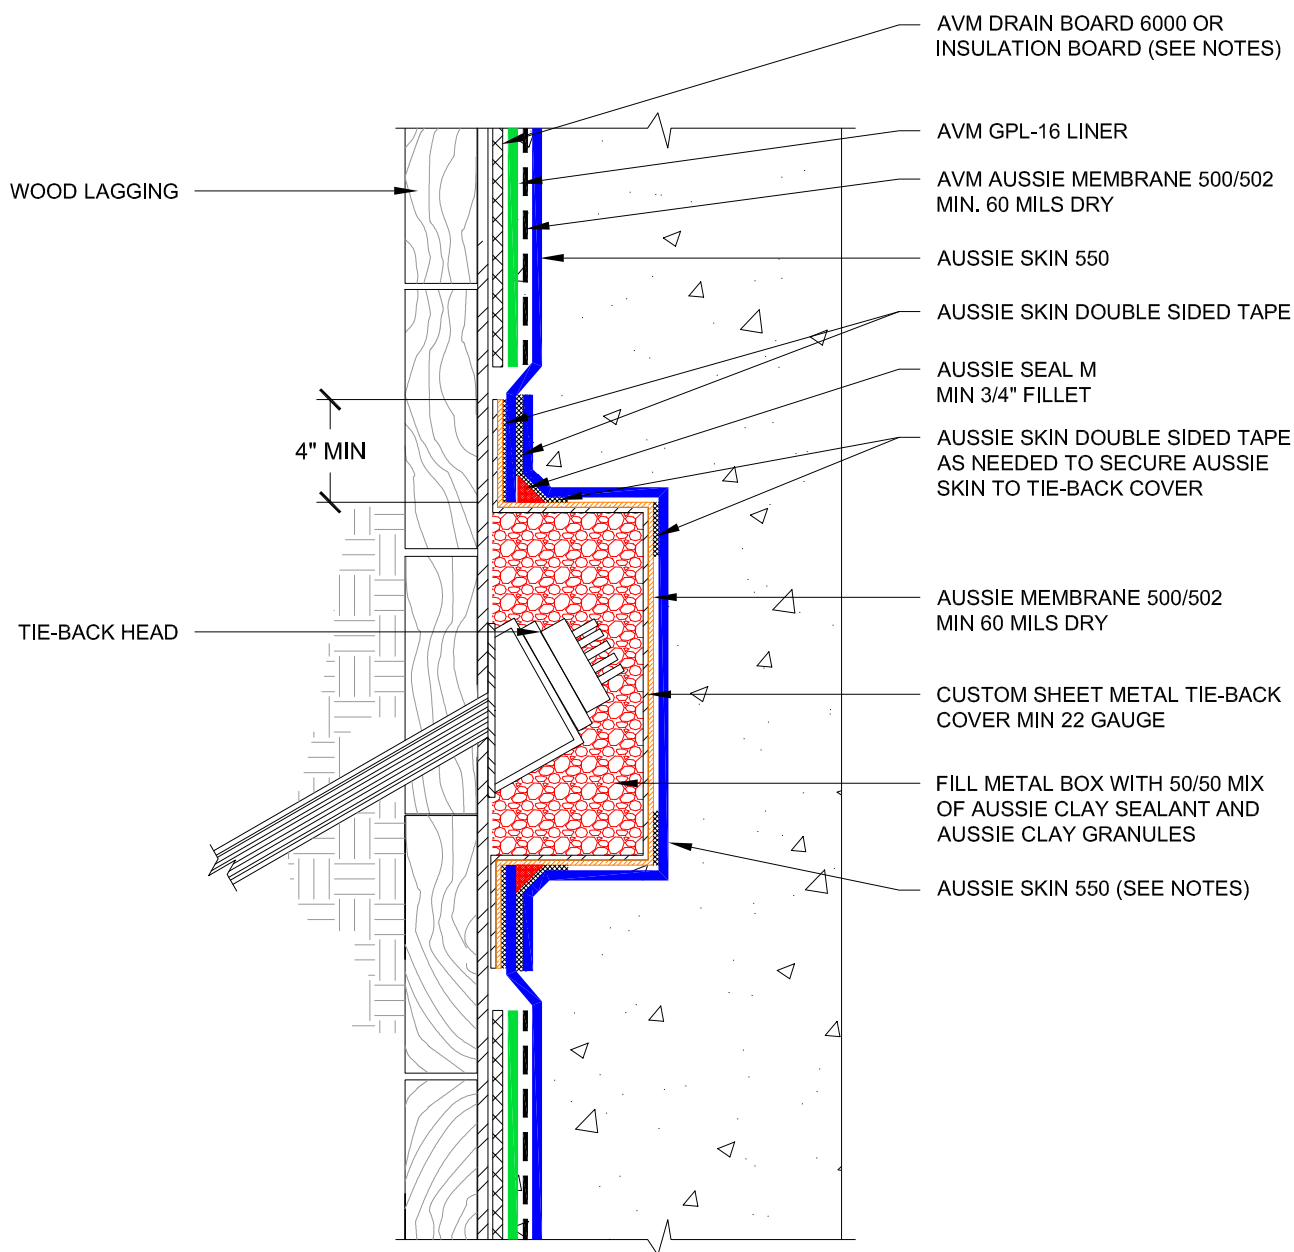 AVM DRAIN BOARD 6000 OR
INSULATION BOARD (SEE NOTES)
AVM GPL-16 LINER
WOOD LAGGING
AVM AUSSIE MEMBRANE 500/502
MIN. 60 MILS DRY
AUSSIE SKIN 550
AUSSIE SKIN DOUBLE SIDED TAPE
AUSSIE SEAL M
MIN 3/4" FILLET
4" MIN
AUSSIE SKIN DOUBLE SIDED TAPE
AS NEEDED TO SECURE AUSSIE
SKIN TO TIE-BACK COVER
AUSSIE MEMBRANE 500/502
MIN 60 MILS DRY
TIE-BACK HEAD
CUSTOM SHEET METAL TIE-BACK
COVER MIN 22 GAUGE
FILL METAL BOX WITH 50/50 MIX
OF AUSSIE CLAY SEALANT AND
AUSSIE CLAY GRANULES
AUSSIE SKIN 550 (SEE NOTES)